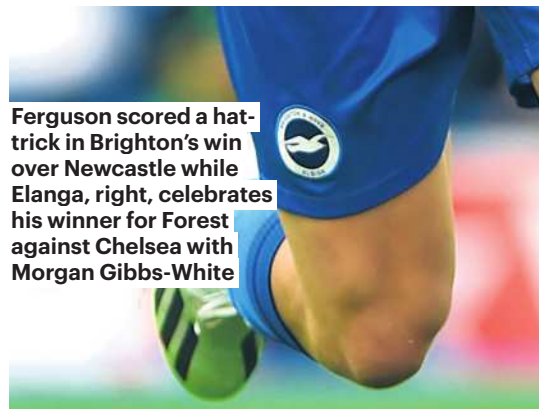 Ferguson scored a hat-
trick in Brighton's win
over Newcastle while
Elanga, right, celebrates
his winner for Forest
against Chelsea with
Morgan Gibbs-White